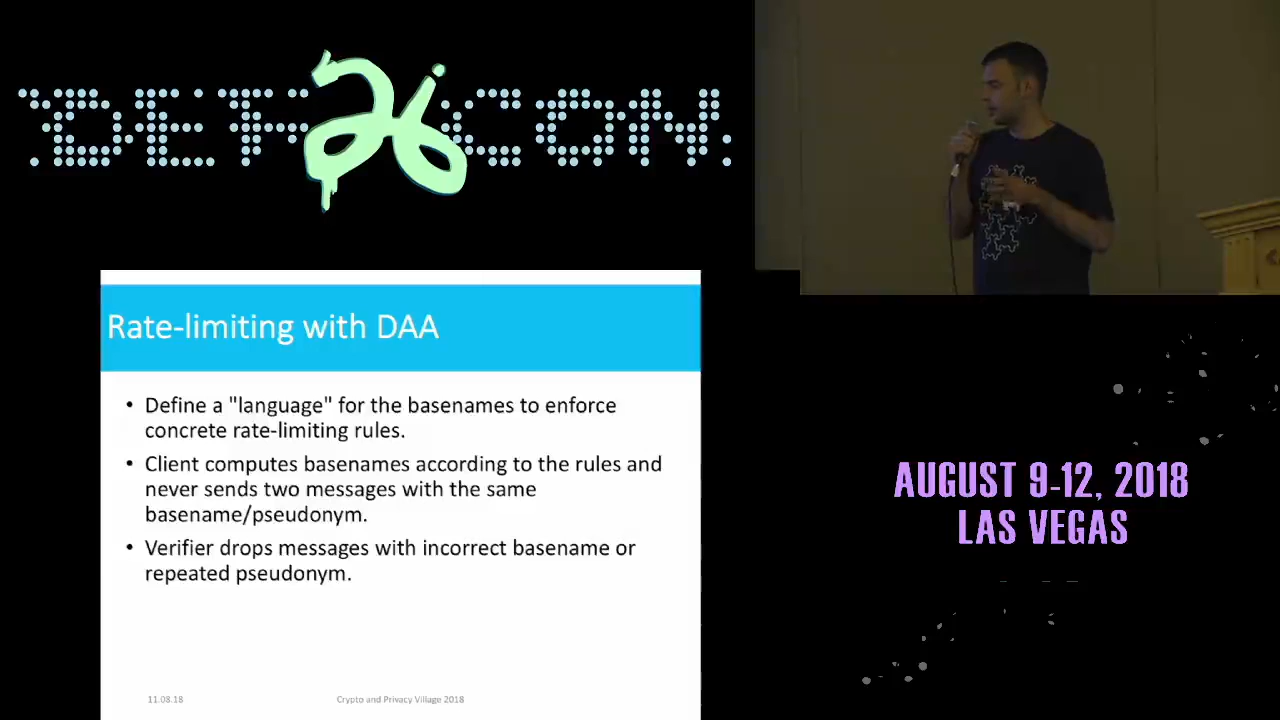 DEF 26 CON
Rate-limiting with DAA
• Define a "language" for the basenames to enforce
concrete rate-limiting rules.
• Client computes basenames according to the rules and
never sends two messages with the same
basename/pseudonym.
• Verifier drops messages with incorrect basename or
repeated pseudonym.
11.08.18
Crypto and Privacy Village 2018
AUGUST 9-12, 2018
LAS VEGAS